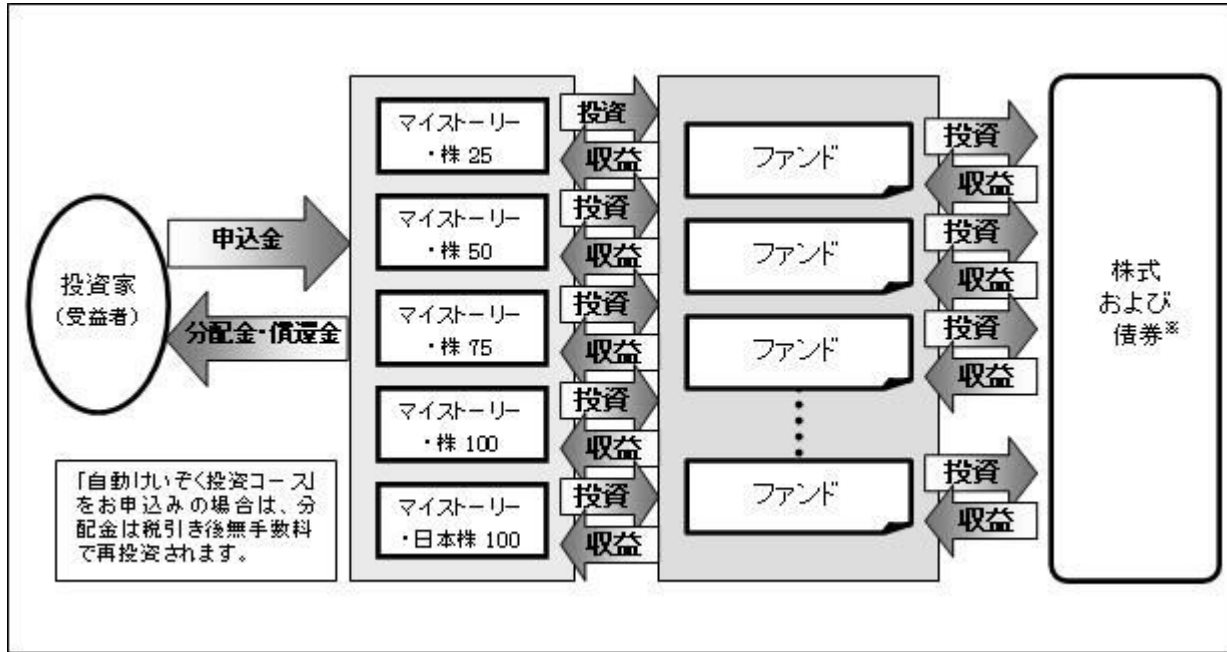 投資家
(受益者)
申込金
分配金・償還金
「自動けいぞく投資コース」
をお申込みの場合は、分
配金は税引き後無手数料
で再投資されます。
マイストーリー
・株 25
マイストーリー
・株 50
マイストーリー
・株 75
マイストーリー
・株 100
マイストーリー
・日本株 100
投資
収益
投資
収益
投資
収益
投資
収益
投資
収益
ファンド
ファンド
ファンド
ファンド
投資
収益
投資
収益
投資
収益
投資
収益
株式
および
債券※